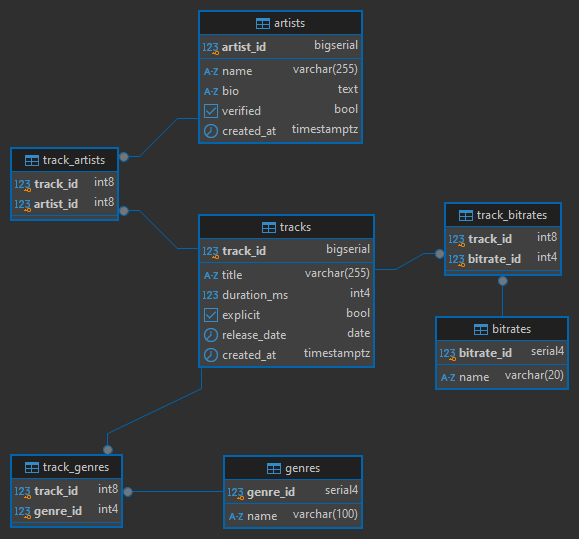 artists
123 artist_id bigserial
A-Z name varchar(255)
A-Z bio text
verified bool
created_at timestamptz
track_artists
123 track_id int8
123 artist_id int8
tracks
123 track_id bigserial
A-Z title varchar(255)
123 duration_ms int4
explicit bool
release_date date
created_at timestamptz
track_bitrates
123 track_id int8
123 bitrate_id int4
bitrates
123 bitrate_id serial4
A-Z name varchar(20)
track_genres
123 track_id int8
123 genre_id int4
genres
123 genre_id serial4
A-Z name varchar(100)